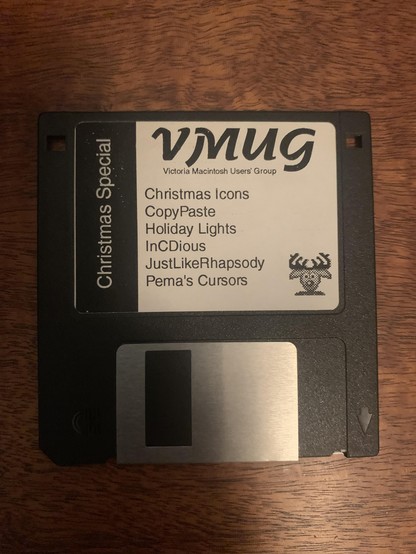 VMUG
Victoria Macintosh Users' Group
Christmas Special
Christmas Icons
CopyPaste
Holiday Lights
InCDious
JustLikeRhapsody
Pema's Cursors